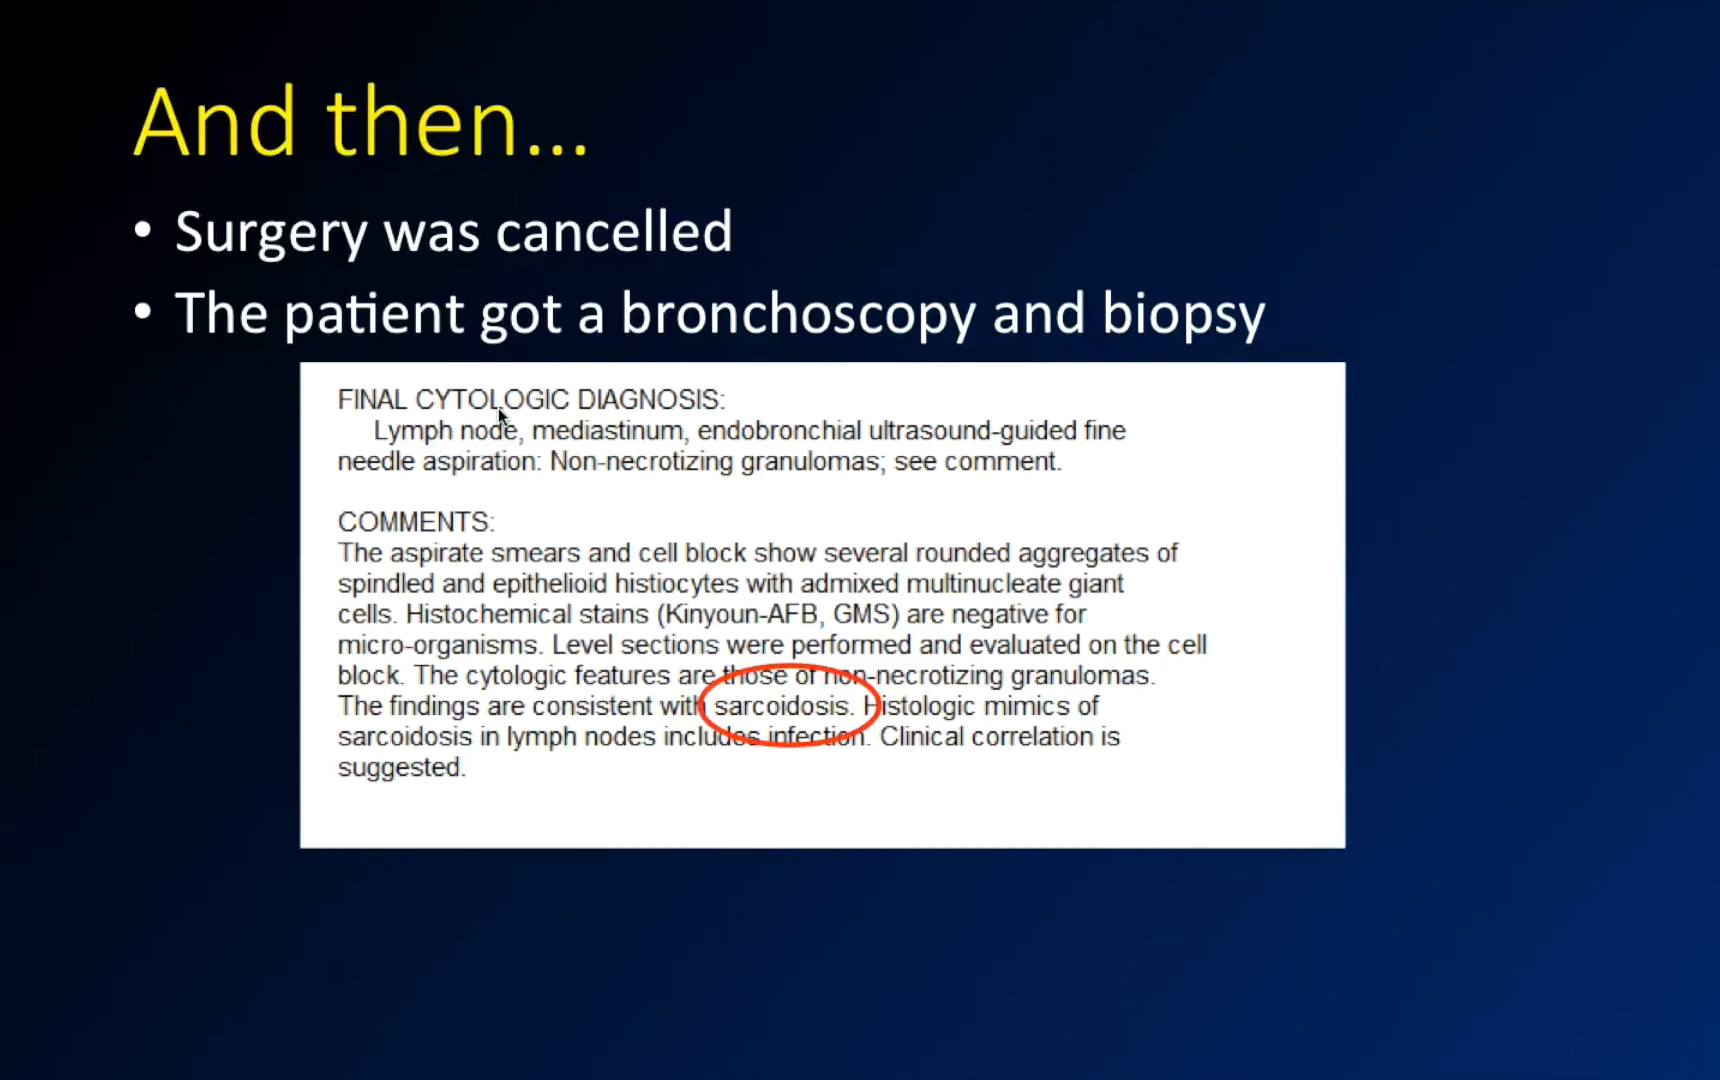 And then...
• Surgery was cancelled
• The patient got a bronchoscopy and biopsy
FINAL CYTOLOGIC DIAGNOSIS:
Lymph node, mediastinum, endobronchial ultrasound-guided fine
needle aspiration: Non-necrotizing granulomas; see comment.
COMMENTS:
The aspirate smears and cell block show several rounded aggregates of
spindled and epithelioid histiocytes with admixed multinucleate giant
cells. Histochemical stains (Kinyoun-AFB, GMS) are negative for
micro-organisms. Level sections were performed and evaluated on the cell
block. The cytologic features are those of non-necrotizing granulomas.
The findings are consistent with sarcoidosis. Histologic mimics of
sarcoidosis in lymph nodes includes infection. Clinical correlation is
suggested.